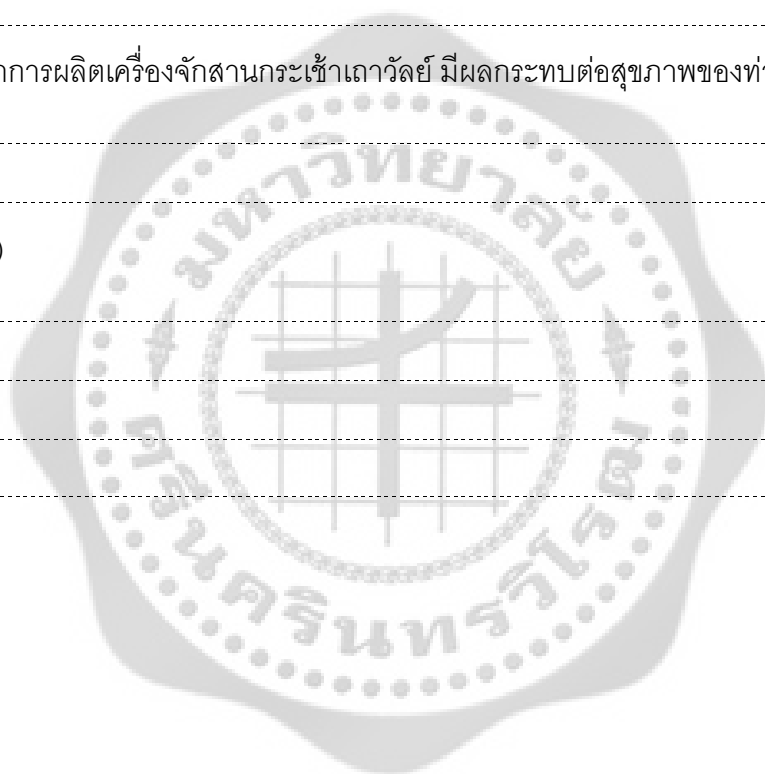 การผลิตเครื่องจักสานกระเช้าเถาวัลย์ มีผลกระทบต่อสุขภาพของท่
)
มหาวิทยาลัย
ศรีนครินทรวิโรฒ